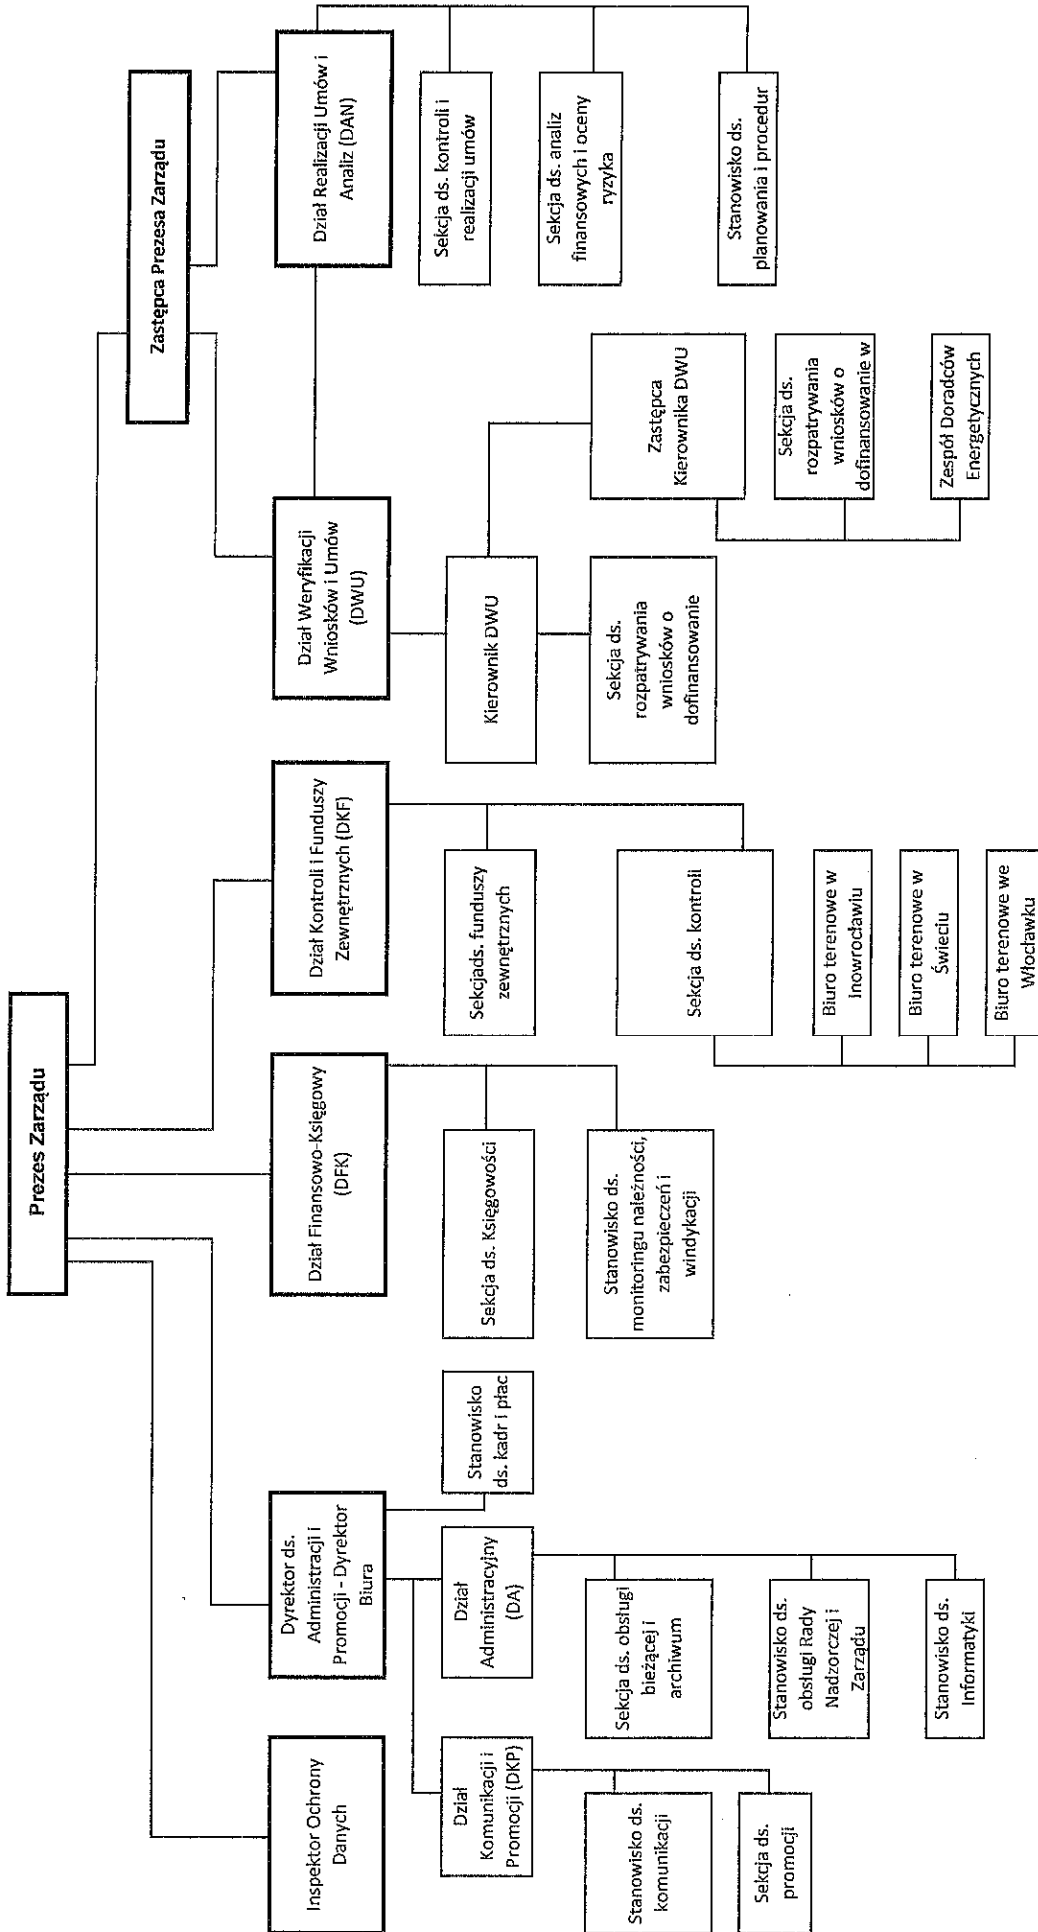 Prezes Zarządu
Zastępca Prezesa Zarządu
Inspektor Ochrony
Danych
Dyrektor ds.
Administracji i
Promocji - Dyrektor
Biura
Dział Finansowo-Księgowy
(DFK)
Dział Kontroli i Funduszy
Zewnętrznych (DKF)
Dział Weryfikacji
Wniosków i Umów
(DWU)
Dział Realizacji Umów i
Analiz (DAN)
Dział
Komunikacji i
Promocji (DKP)
Dział
Administracyjny
(DA)
Stanowisko
ds. kadr i płac
Sekcja ds. Księgowości
Sekcjads. funduszy
zewnętrznych
Kierownik DWU
Sekcja ds. kontroli i
realizacji umów
Stanowisko ds.
komunikacji
Sekcja ds.
promocji
Sekcja ds. obsługi
bieżącej i
archiwum
Stanowisko ds.
obsługi Rady
Nadzorczej i
Zarządu
Stanowisko ds.
Informatyki
Stanowisko ds.
monitoringu należności,
zabezpieczeń i
windykacji
Sekcja ds. kontroli
Biuro terenowe w
Inowrocławiu
Biuro terenowe w
Świeciu
Biuro terenowe we
Włocławku
Sekcja ds.
rozpatrywania
wniosków o
dofinansowanie
Zastępca
Kierownika DWU
Sekcja ds.
rozpatrywania
wniosków o
dofinansowanie w
Zespół Doradców
Energetycznych
Sekcja ds. analiz
finansowych i oceny
ryzyka
Stanowisko ds.
planowania i procedur